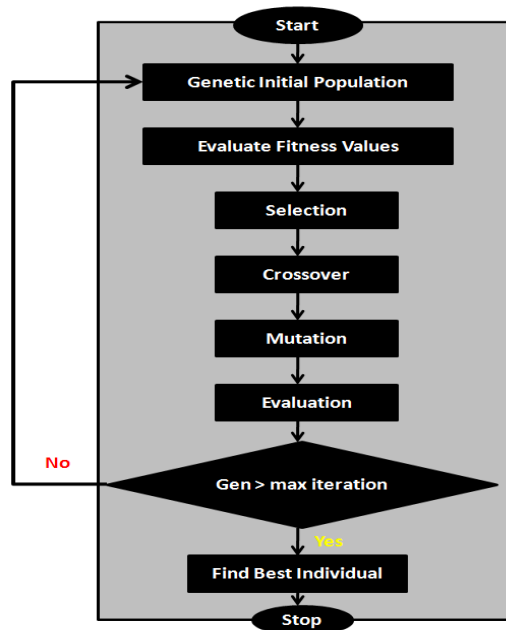 Start
Genetic Initial Population
Evaluate Fitness Values
Selection
Crossover
Mutation
Evaluation
No
Gen > max iteration
Yes
Find Best Individual
Stop